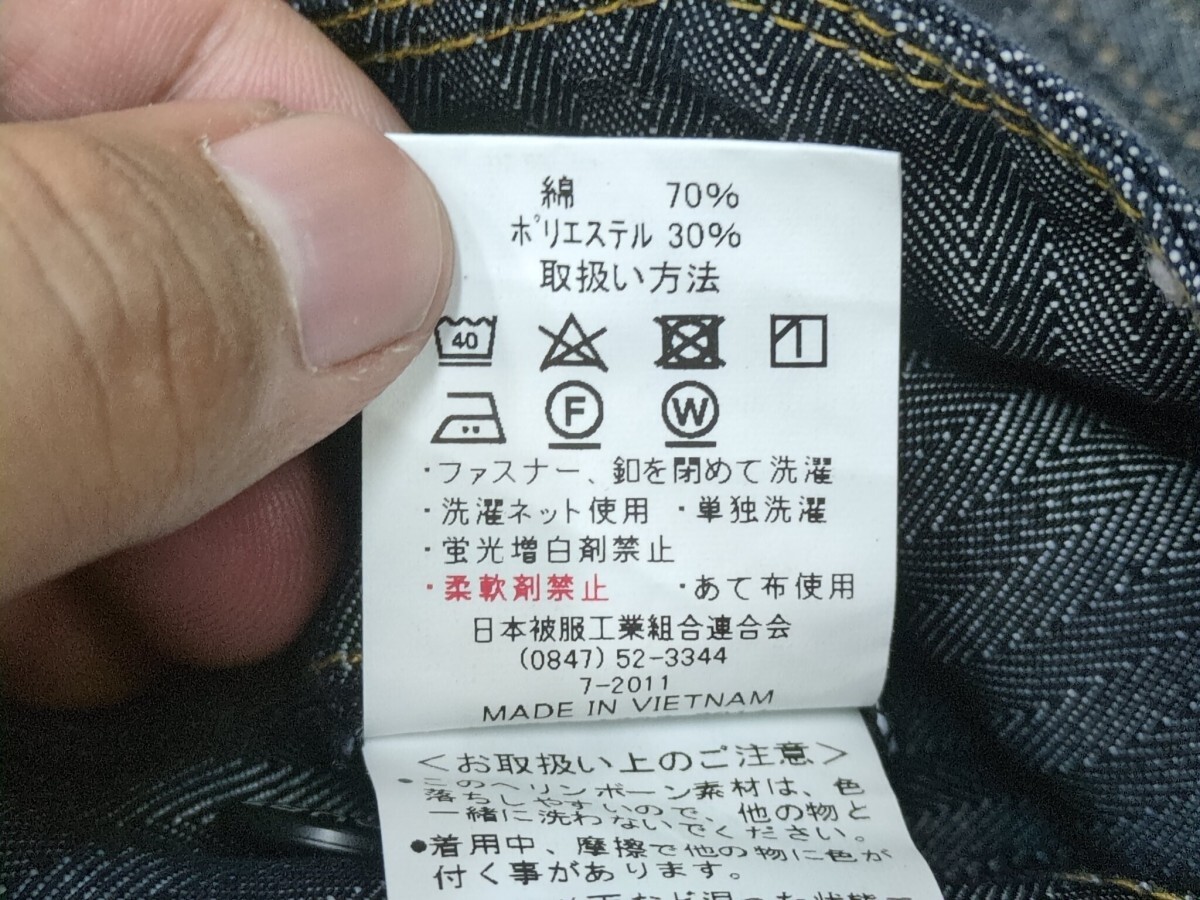 綿 70%
ポリエステル 30%
取扱い方法
40
F W
・ファスナー、釦を閉めて洗濯
・洗濯ネット使用 ・単独洗濯
・蛍光増白剤禁止
・柔軟剤禁止 ・あて布使用
日本被服工業組合連合会
(0847) 52-3344
7-2011
MADE IN VIETNAM
<お取扱い上のご注意>
●このヘリンボーン素材は、色
落ちしやすいので、他の物と
一緒に洗わないでください。
●着用中、摩擦で他の物に色が
付く事があります。